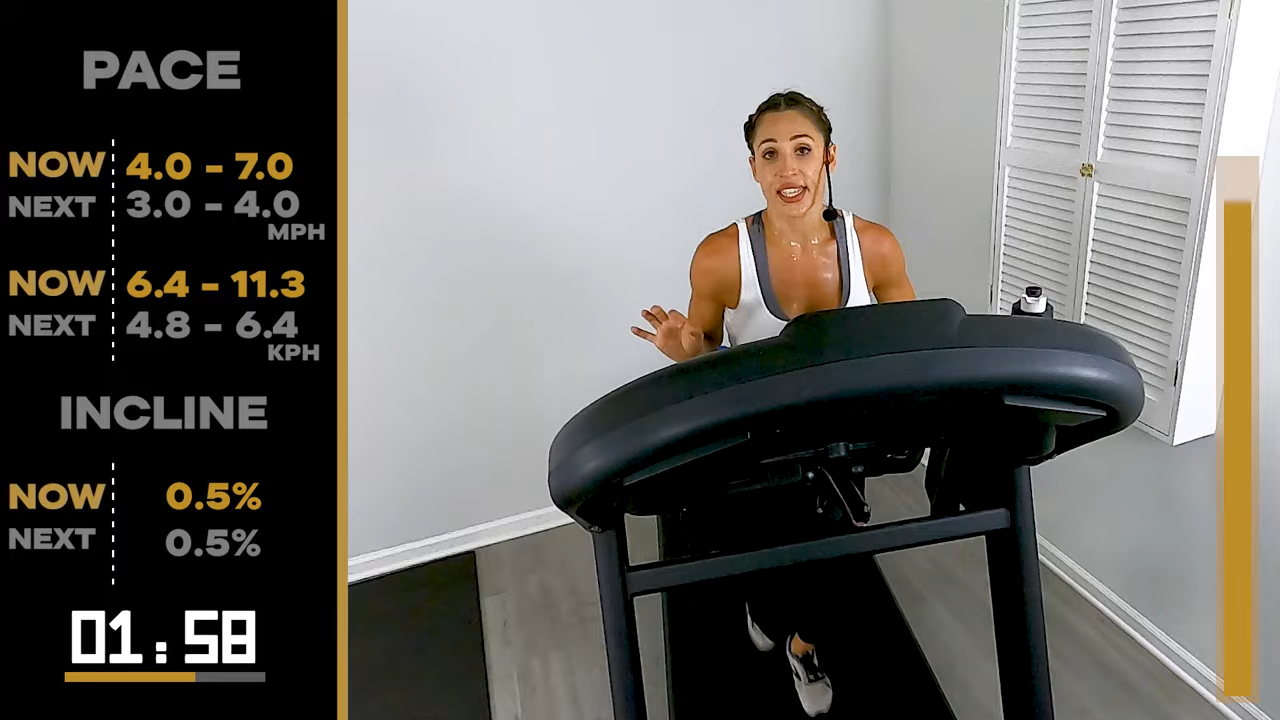 PACE
NOW 4.0 - 7.0
NEXT 3.0 - 4.0
MPH
NOW 6.4 - 11.3
NEXT 4.8 - 6.4
KPH
INCLINE
NOW 0.5%
NEXT 0.5%
01:58